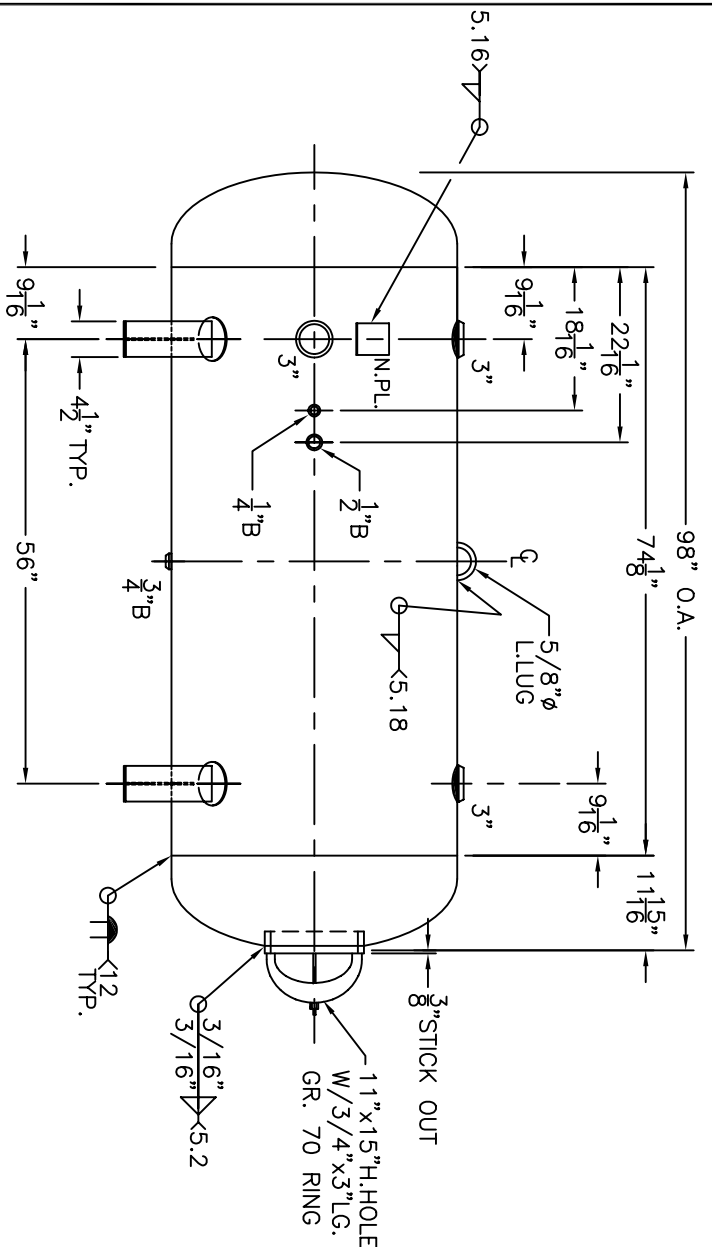 98" O.A.
74 1/8"
11 15/16"
22 1/16"
18 1/16"
9 1/16"
9 1/16"
5.16
3"
N.PL.
3"
1/4"B
1/2"B
3/4"B
C L
5/8"ø
L.LUG
5.18
3"
3/8" STICK OUT
11"x15"H.HOLE
W/3/4"x3"LG.
GR. 70 RING
3/16"
3/16"
5.2
12
TYP.
9 1/16"
4 1/2" TYP.
56"